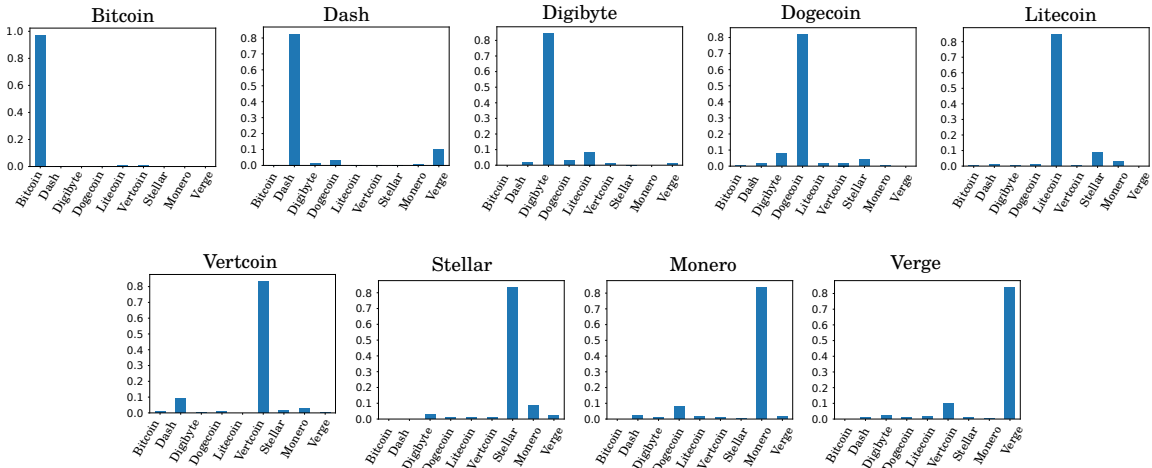 Bitcoin
1.0
0.8
0.6
0.4
0.2
0.0
Bitcoin
Dash
Digibyte
Dogecoin
Litecoin
Vertcoin
Stellar
Monero
Verge
Dash
0.8
0.7
0.6
0.5
0.4
0.3
0.2
0.1
0.0
Bitcoin
Dash
Digibyte
Dogecoin
Litecoin
Vertcoin
Stellar
Monero
Verge
Digibyte
0.8
0.7
0.6
0.5
0.4
0.3
0.2
0.1
0.0
Bitcoin
Dash
Digibyte
Dogecoin
Litecoin
Vertcoin
Stellar
Monero
Verge
Dogecoin
0.8
0.7
0.6
0.5
0.4
0.3
0.2
0.1
0.0
Bitcoin
Dash
Digibyte
Dogecoin
Litecoin
Vertcoin
Stellar
Monero
Verge
Litecoin
0.8
0.7
0.6
0.5
0.4
0.3
0.2
0.1
0.0
Bitcoin
Dash
Digibyte
Dogecoin
Litecoin
Vertcoin
Stellar
Monero
Verge
Vertcoin
0.8
0.7
0.6
0.5
0.4
0.3
0.2
0.1
0.0
Bitcoin
Dash
Digibyte
Dogecoin
Litecoin
Vertcoin
Stellar
Monero
Verge
Stellar
0.8
0.7
0.6
0.5
0.4
0.3
0.2
0.1
0.0
Bitcoin
Dash
Digibyte
Dogecoin
Litecoin
Vertcoin
Stellar
Monero
Verge
Monero
0.8
0.7
0.6
0.5
0.4
0.3
0.2
0.1
0.0
Bitcoin
Dash
Digibyte
Dogecoin
Litecoin
Vertcoin
Stellar
Monero
Verge
Verge
0.8
0.7
0.6
0.5
0.4
0.3
0.2
0.1
0.0
Bitcoin
Dash
Digibyte
Dogecoin
Litecoin
Vertcoin
Stellar
Monero
Verge